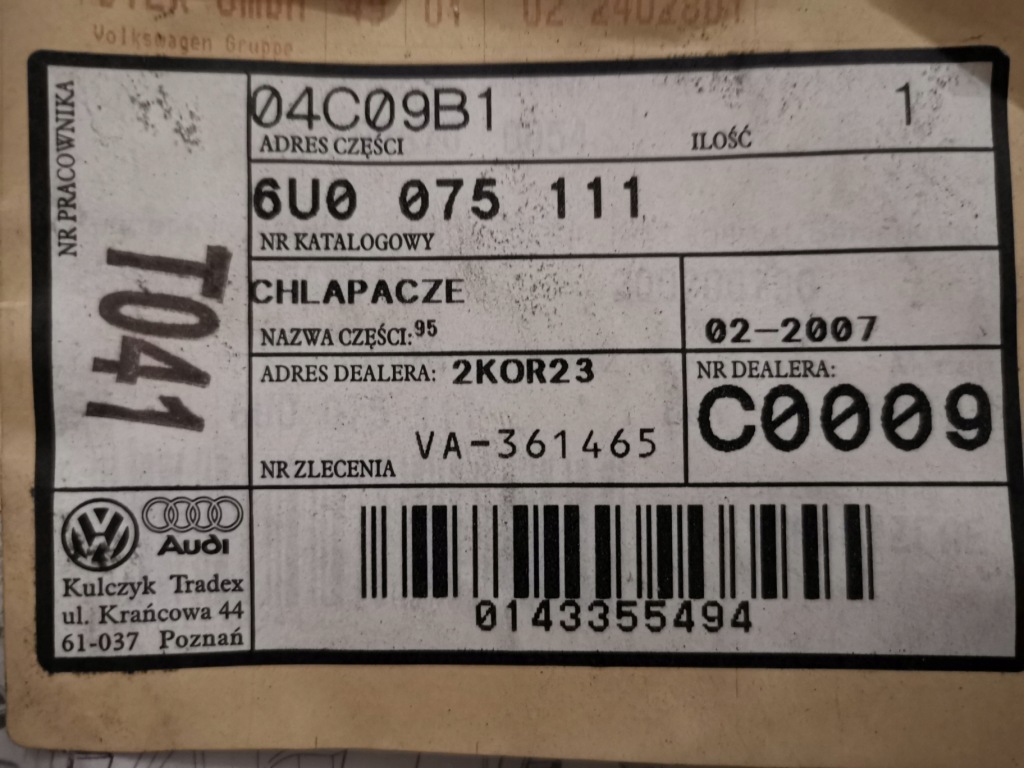 Volkswagen Gruppe
NR PRACOWNIKA
T041
04C09B1 1
ADRES CZĘŚCI ILOŚĆ
6U0 075 111
NR KATALOGOWY
CHLAPACZE
NAZWA CZĘŚCI:95
02-2007
ADRES DEALERA: 2KOR23
NR DEALERA:
C0009
VA-361465
NR ZLECENIA
Audi
Kulczyk Tradex
ul. Krańcowa 44
61-037 Poznań
0143355494